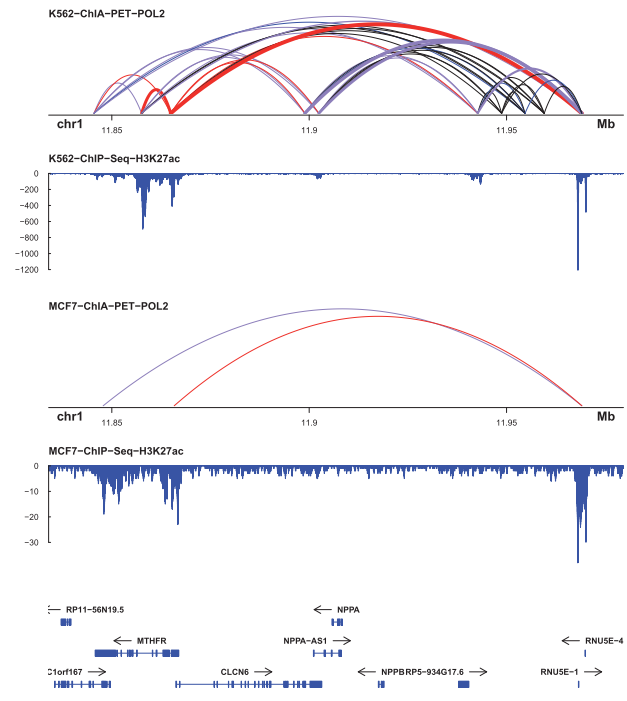 K562−ChIA−PET−POL2
chr1 Mb
11.85 11.9 11.95
K562−ChIP−Seq−H3K27ac
0
−200
−400
−600
−800
−1000
−1200
MCF7−ChIA−PET−POL2
chr1 Mb
11.85 11.9 11.95
MCF7−ChIP−Seq−H3K27ac
0
−10
−20
−30
RP11−56N19.5 NPPA
MTHFR NPPA−AS1 RNU5E−4
C1orf167 CLCN6 NPPB RP5−934G17.6 RNU5E−1